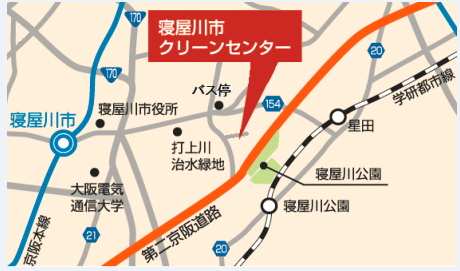 寝屋川市
クリーンセンター
170
170
20
バス停
154
学研都市線
寝屋川市役所
寝屋川市
星田
打上川
治水緑地
寝屋川公園
大阪電気
通信大学
寝屋川公園
第二京阪道路
21
20
京阪本線